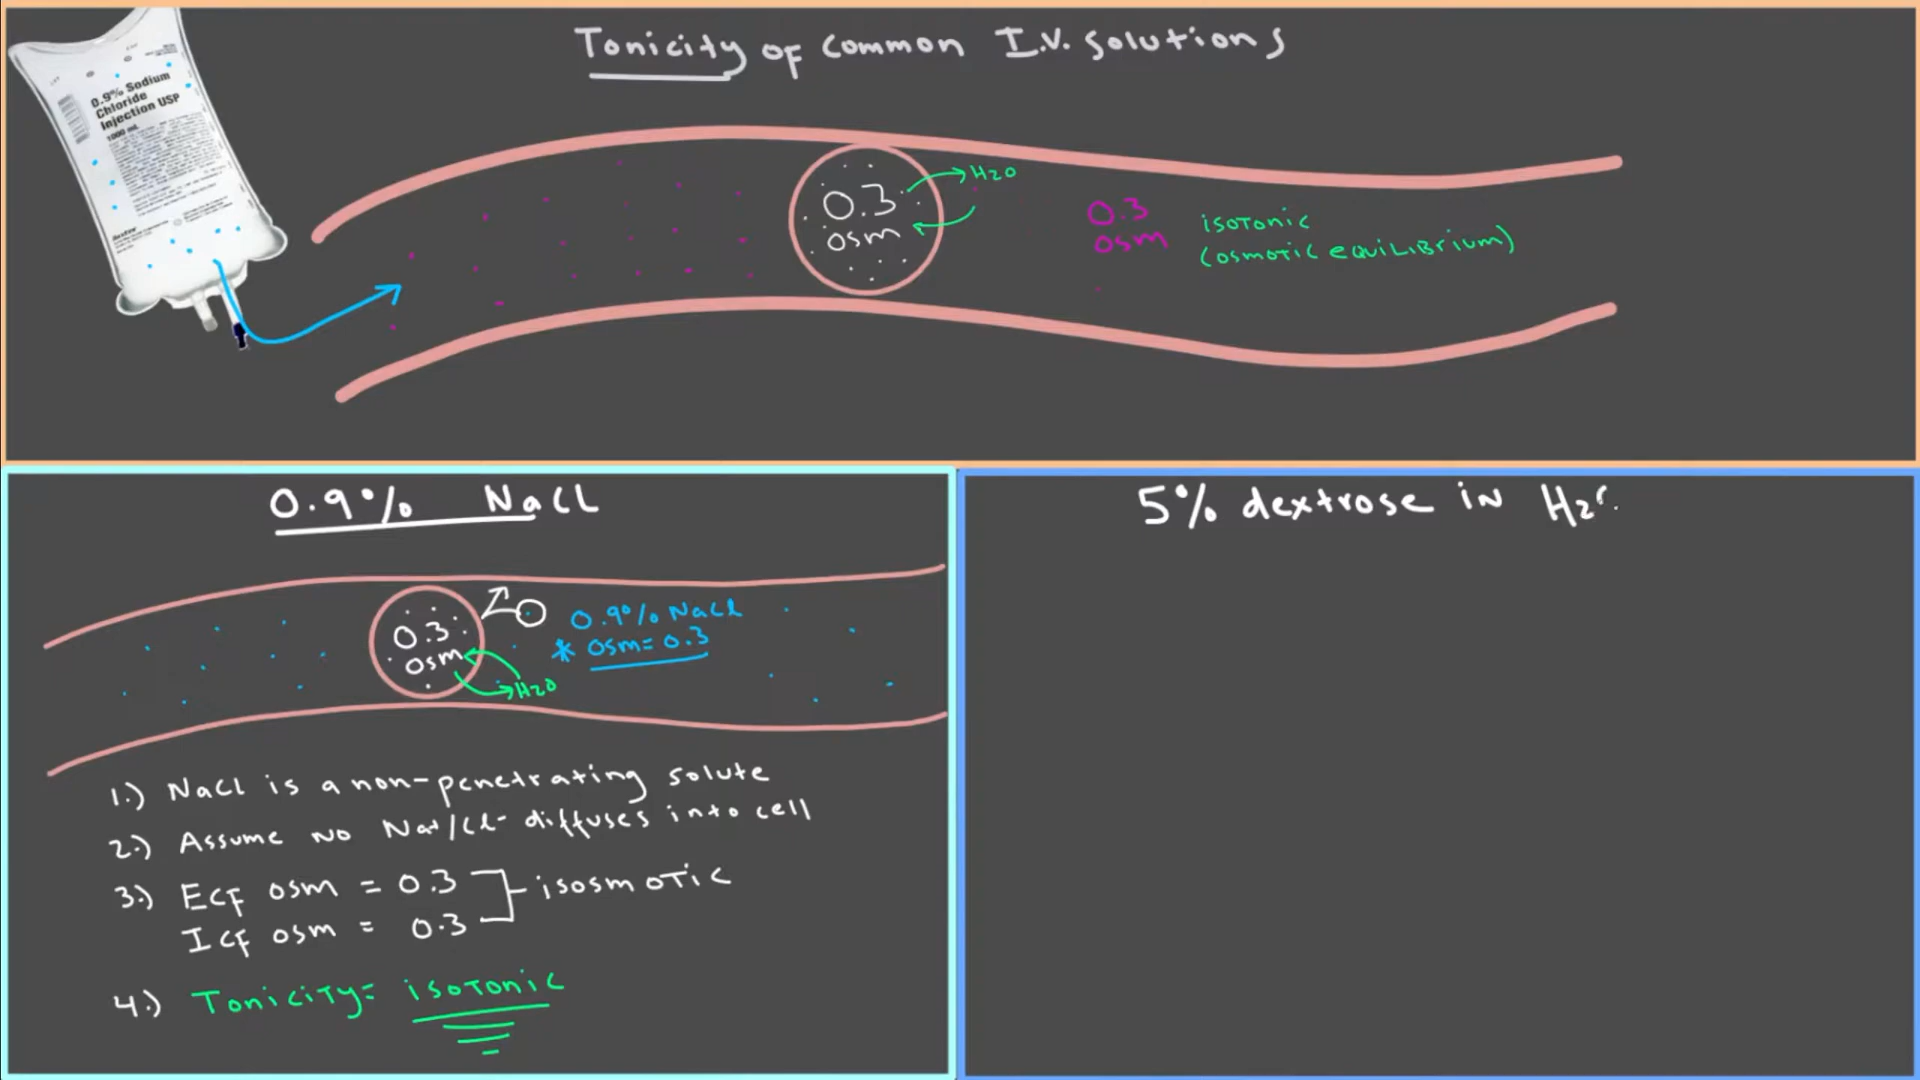 Tonicity of common I.V. solutions
0.9% Sodium
Chloride
Injection USP
1000 mL
0.3
osm
H2O
0.3
osm
isotonic
(osmotic equilibrium)
0.9% NaCl
0.3
osm
H2O
0.9% NaCl
* osm= 0.3
1.) NaCl is a non-penetrating solute
2.) Assume no Na+/Cl- diffuses into cell
3.) ECF osm = 0.3
ICF osm = 0.3
isosmotic
4.) Tonicity= isotonic
5% dextrose in H2